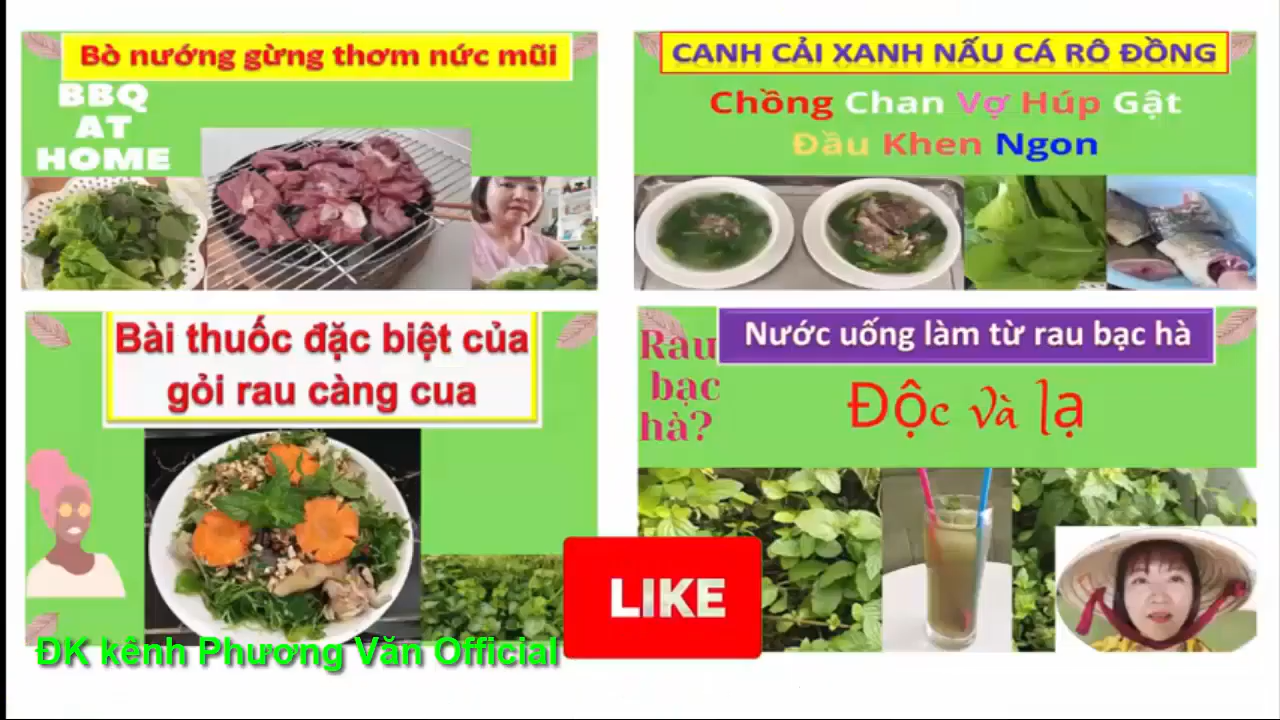 Bò nướng gừng thơm nức mũi
BBQ
AT
HOME
CANH CẢI XANH NẤU CÁ RÔ ĐỒNG
Chồng Chan Vợ Húp Gật
Đầu Khen Ngon
Bài thuốc đặc biệt của
gỏi rau càng cua
Nước uống làm từ rau bạc hà
Rau
bạc
hà?
Độc và lạ
LIKE
ĐK kênh Phương Văn Official